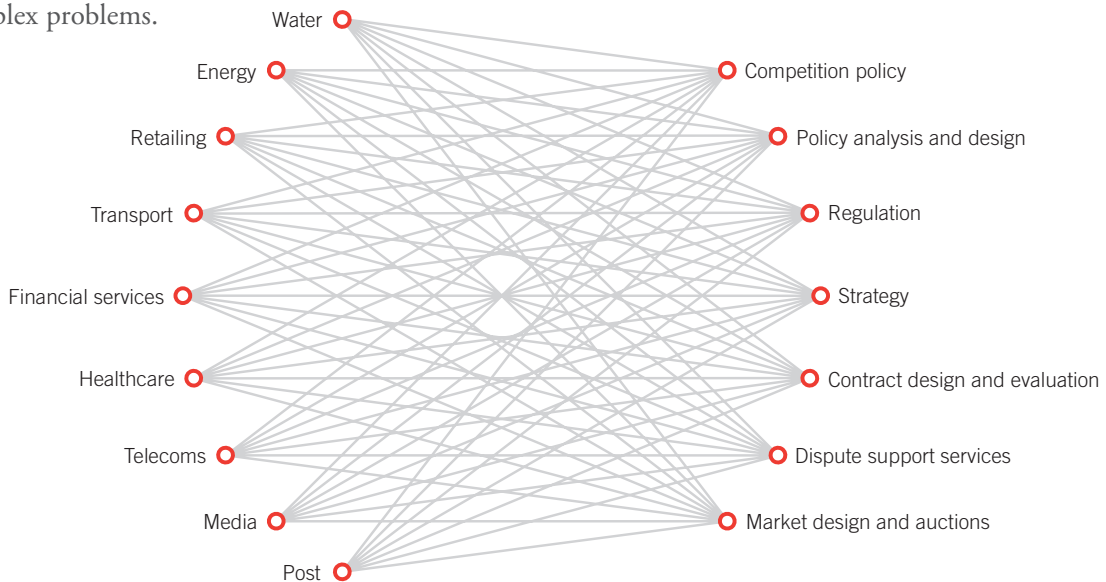 plex problems.
Water
Energy
Retailing
Transport
Financial services
Healthcare
Telecoms
Media
Post
Competition policy
Policy analysis and design
Regulation
Strategy
Contract design and evaluation
Dispute support services
Market design and auctions